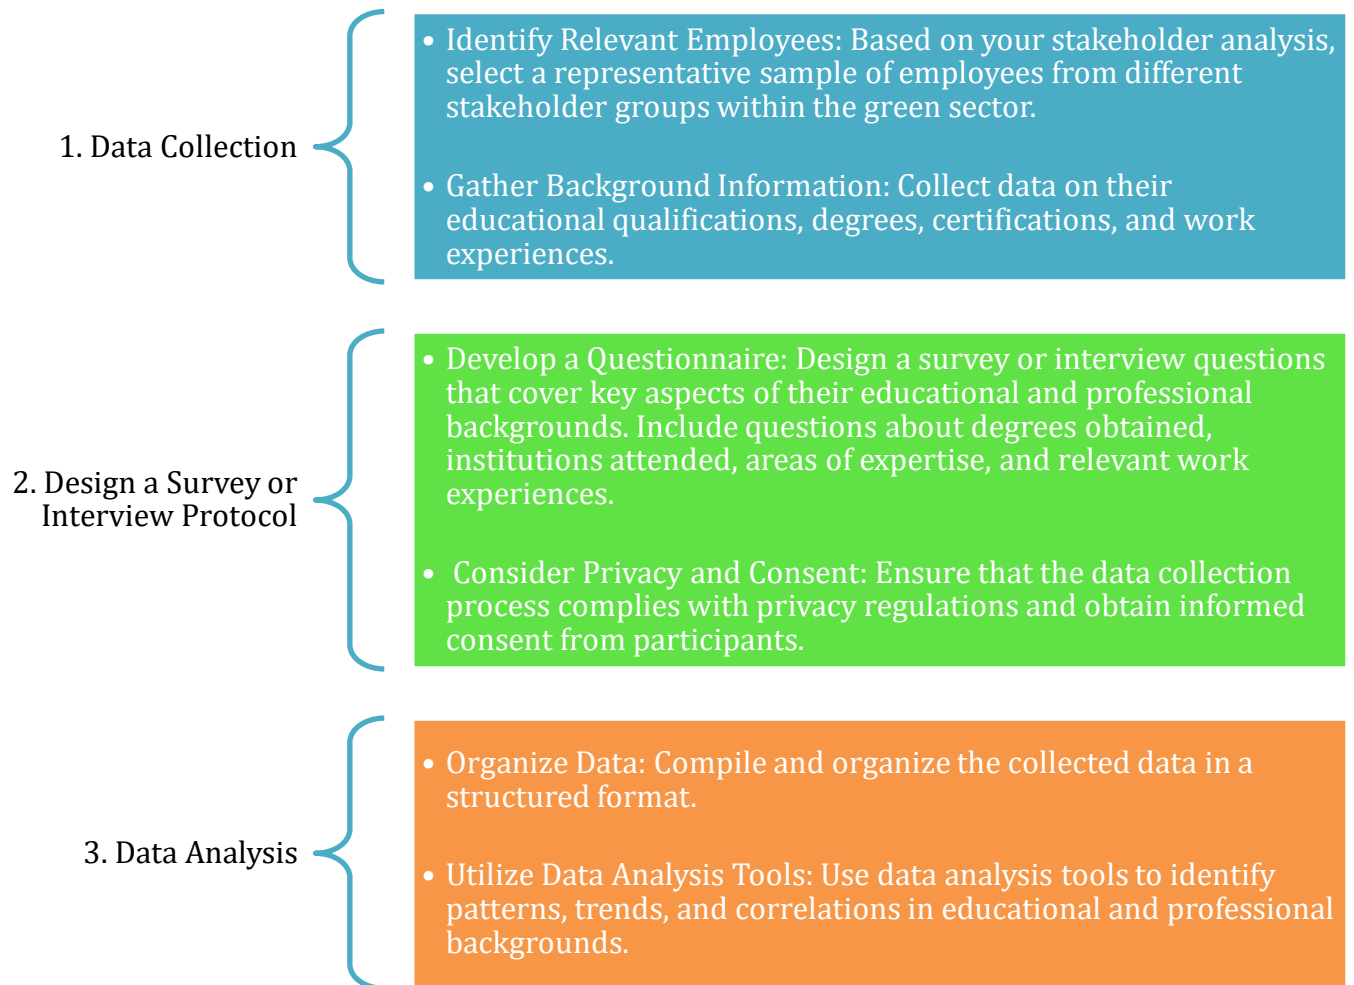 1. Data Collection
• Identify Relevant Employees: Based on your stakeholder analysis,
select a representative sample of employees from different
stakeholder groups within the green sector.
• Gather Background Information: Collect data on their
educational qualifications, degrees, certifications, and work
experiences.
2. Design a Survey or
Interview Protocol
• Develop a Questionnaire: Design a survey or interview questions
that cover key aspects of their educational and professional
backgrounds. Include questions about degrees obtained,
institutions attended, areas of expertise, and relevant work
experiences.
• Consider Privacy and Consent: Ensure that the data collection
process complies with privacy regulations and obtain informed
consent from participants.
3. Data Analysis
• Organize Data: Compile and organize the collected data in a
structured format.
• Utilize Data Analysis Tools: Use data analysis tools to identify
patterns, trends, and correlations in educational and professional
backgrounds.